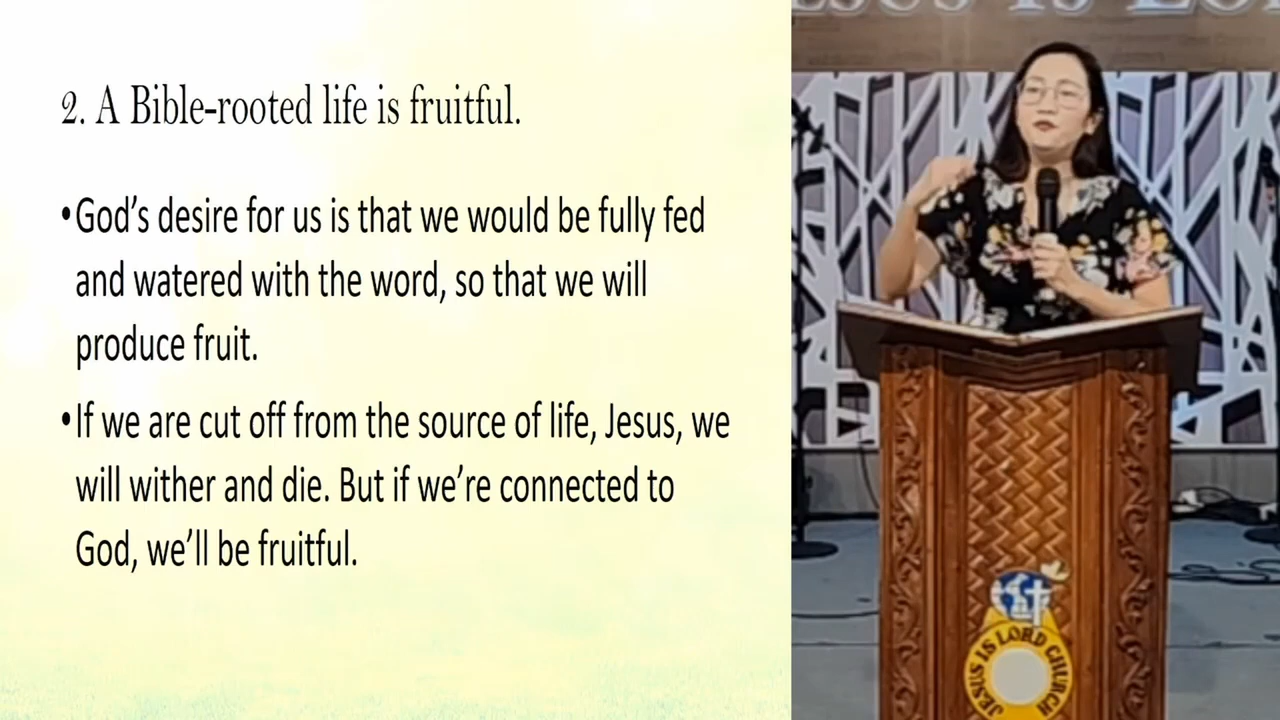 2. A Bible-rooted life is fruitful.
•God’s desire for us is that we would be fully fed
and watered with the word, so that we will
produce fruit.
•If we are cut off from the source of life, Jesus, we
will wither and die. But if we’re connected to
God, we’ll be fruitful.
JESUS IS LORD
JESUS IS LORD CHURCH